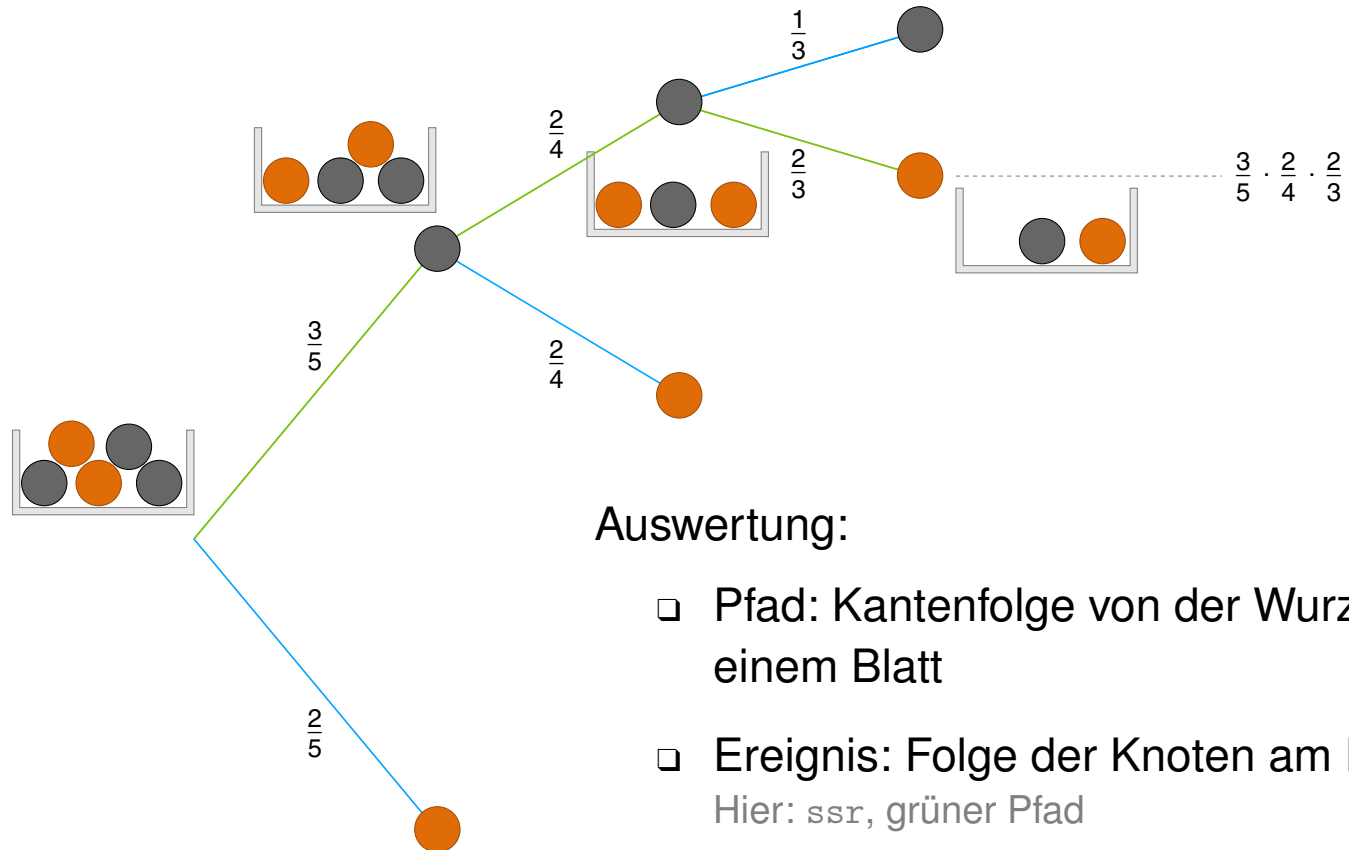 1/3
2/4
2/3
3/5 · 2/4 · 2/3
3/5
2/4
2/5
Auswertung:
❑ Pfad: Kantenfolge von der
einem Blatt
❑ Ereignis: Folge der Knoten am
Hier: ssr, grüner Pfad